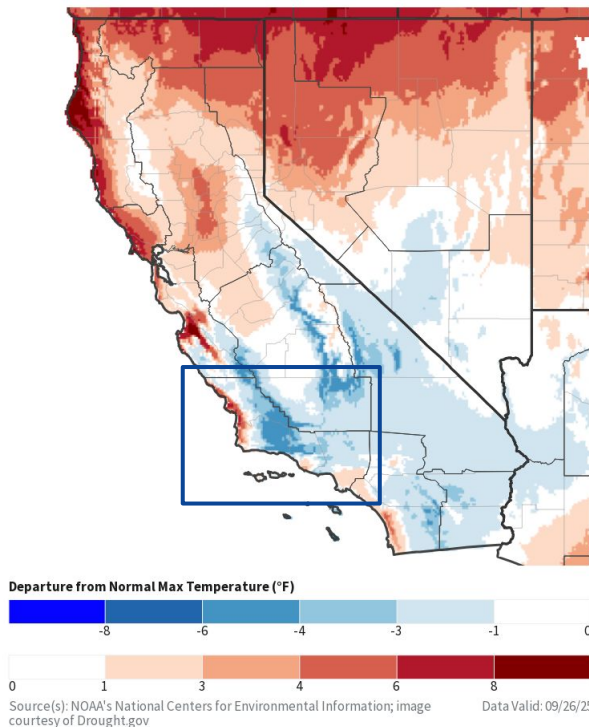 Departure from Normal Max Temperature (°F)
-8 -6 -4 -3 -1 0
0 1 3 4 6 8
Source(s): NOAA's National Centers for Environmental Information; image Data Valid: 09/26/25
courtesy of Drought.gov